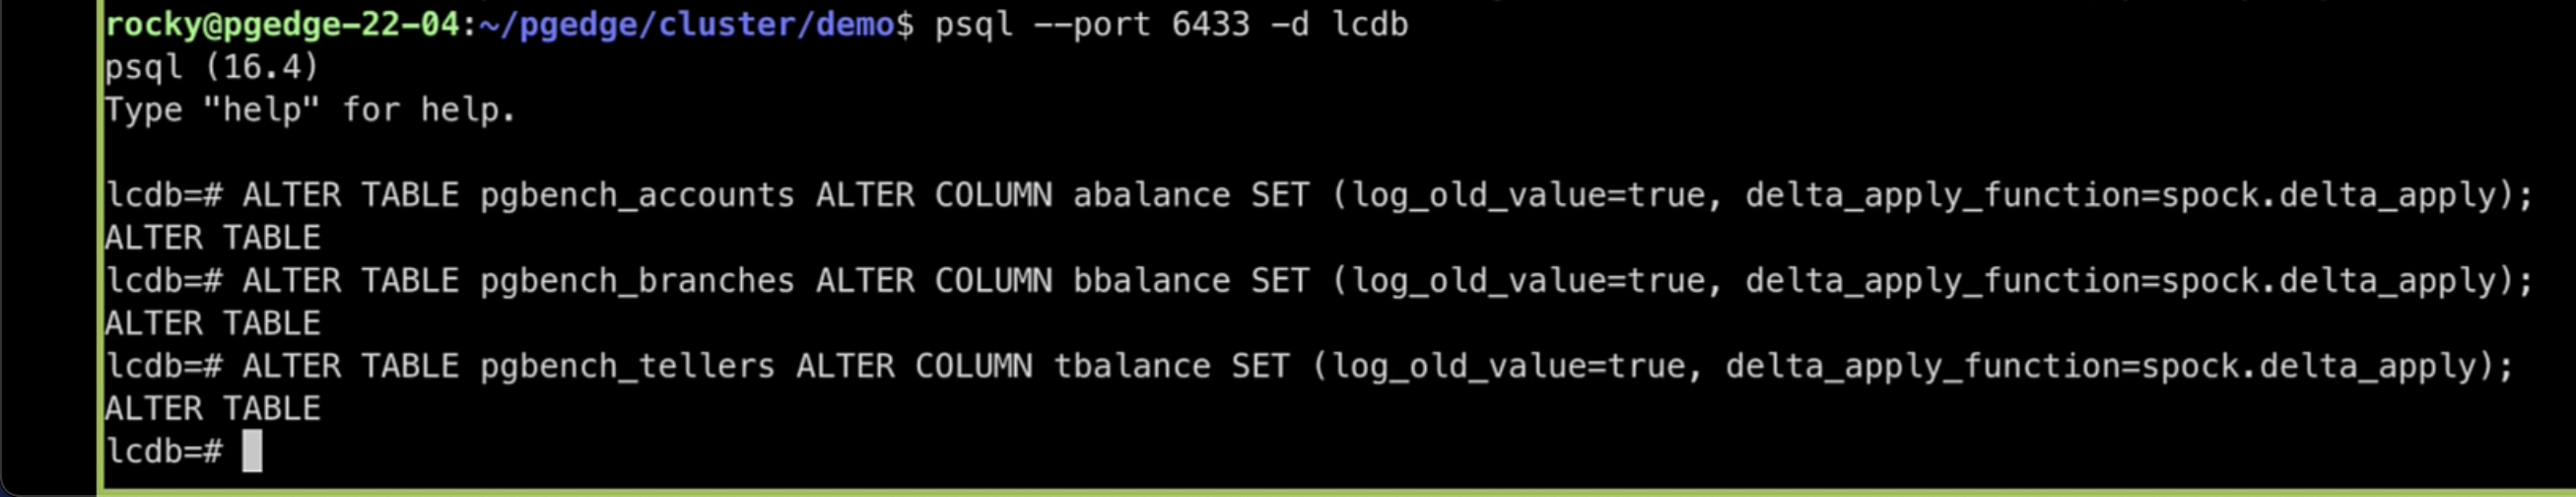 rocky@pgedge-22-04:~/pgedge/cluster/demo$ psql --port 6433 -d lcdb
psql (16.4)
Type "help" for help.
lcdb=# ALTER TABLE pgbench_accounts ALTER COLUMN abalance SET (log_old_value=true, delta_apply_function=spock.delta_apply);
ALTER TABLE
lcdb=# ALTER TABLE pgbench_branches ALTER COLUMN bbalance SET (log_old_value=true, delta_apply_function=spock.delta_apply);
ALTER TABLE
lcdb=# ALTER TABLE pgbench_tellers ALTER COLUMN tbalance SET (log_old_value=true, delta_apply_function=spock.delta_apply);
ALTER TABLE
lcdb=#